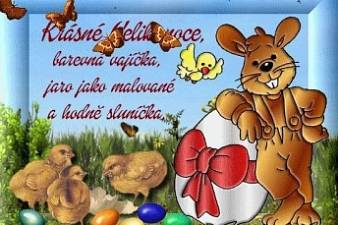 Krásné Velikonoce,
barevná vajíčka,
jaro jako malované
a hodně sluníčka,